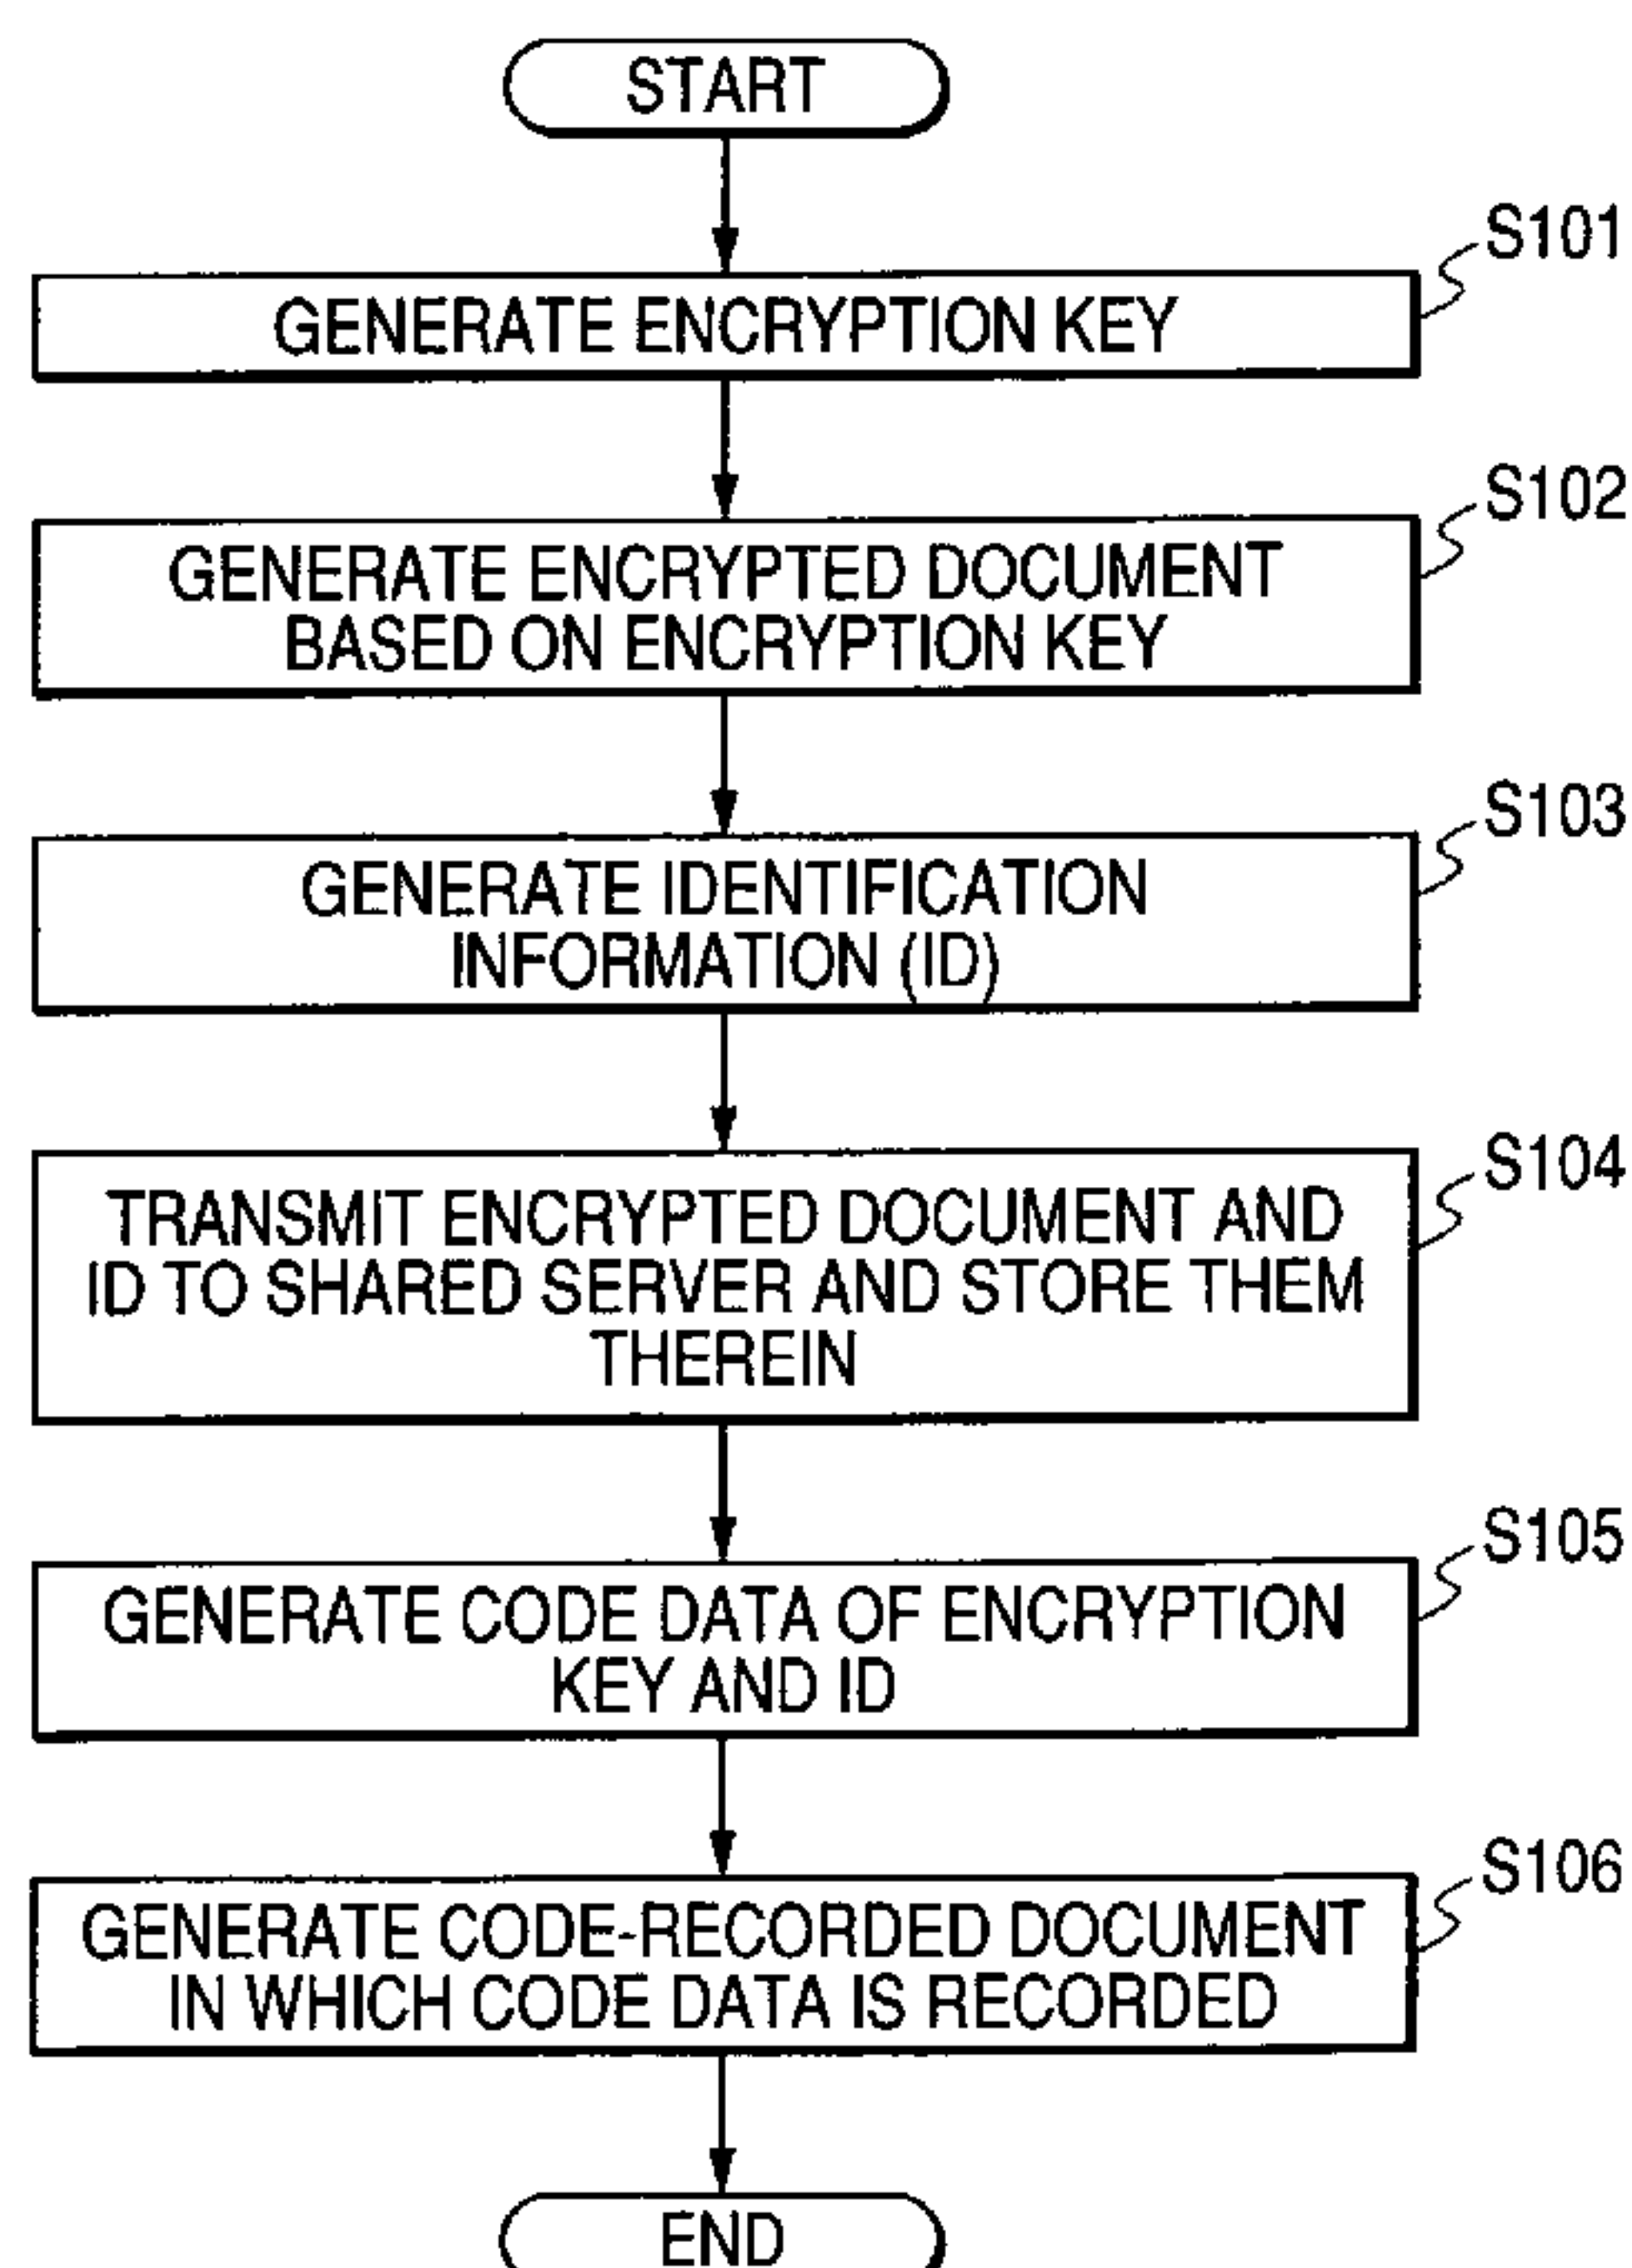 START
S101
GENERATE ENCRYPTION KEY
S102
GENERATE ENCRYPTED DOCUMENT
BASED ON ENCRYPTION KEY
S103
GENERATE IDENTIFICATION
INFORMATION (ID)
S104
TRANSMIT ENCRYPTED DOCUMENT AND
ID TO SHARED SERVER AND STORE THEM
THEREIN
S105
GENERATE CODE DATA OF ENCRYPTION
KEY AND ID
S106
GENERATE CODE-RECORDED DOCUMENT
IN WHICH CODE DATA IS RECORDED
END